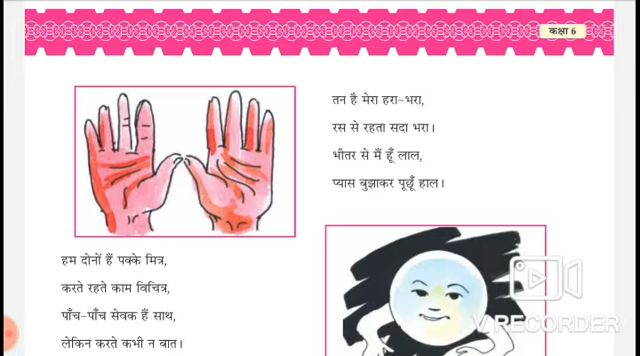 कक्षा 6
तन है मेरा हरा-भरा,
रस से रहता सदा भरा।
भीतर से मैं हूँ लाल,
प्यास बुझाकर पूछूँ हाल।
हम दोनों हैं पक्के मित्र,
करते रहते काम विचित्र,
पाँच-पाँच सेवक हैं साथ,
लेकिन करते कभी न बात।
V RECORDER